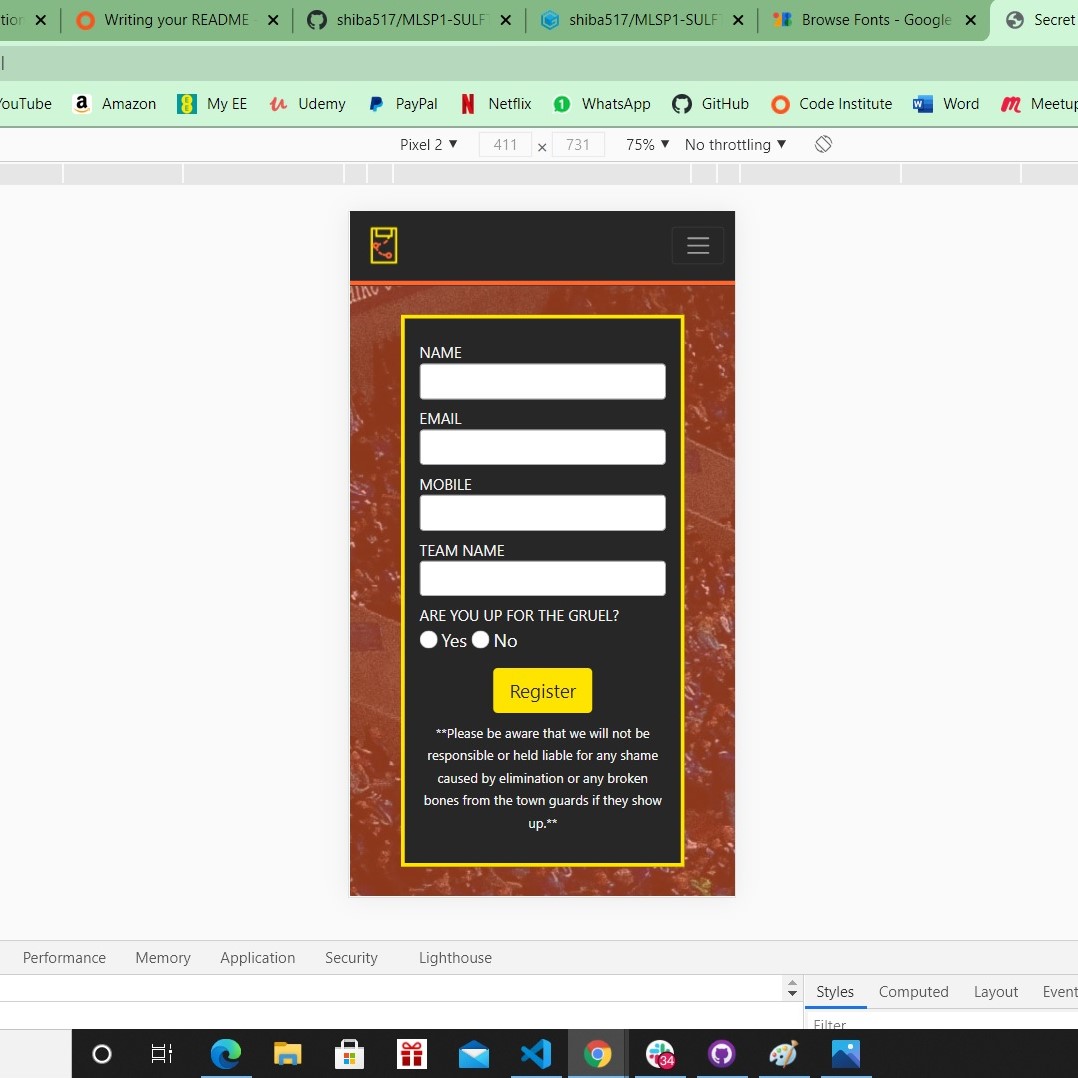 tion Writing your README shiba517/MLSP1-SULF shiba517/MLSP1-SULF Browse Fonts - Google Secret
YouTube a Amazon My EE Udemy PayPal Netflix 1 WhatsApp GitHub Code Institute Word Meetup
Pixel 2 411 × 731 75% No throttling
NAME
EMAIL
MOBILE
TEAM NAME
ARE YOU UP FOR THE GRUEL?
Yes No
Register
**Please be aware that we will not be
responsible or held liable for any shame
caused by elimination or any broken
bones from the town guards if they show
up.**
Performance Memory Application Security Lighthouse
Styles Computed Layout Event
Filter
34